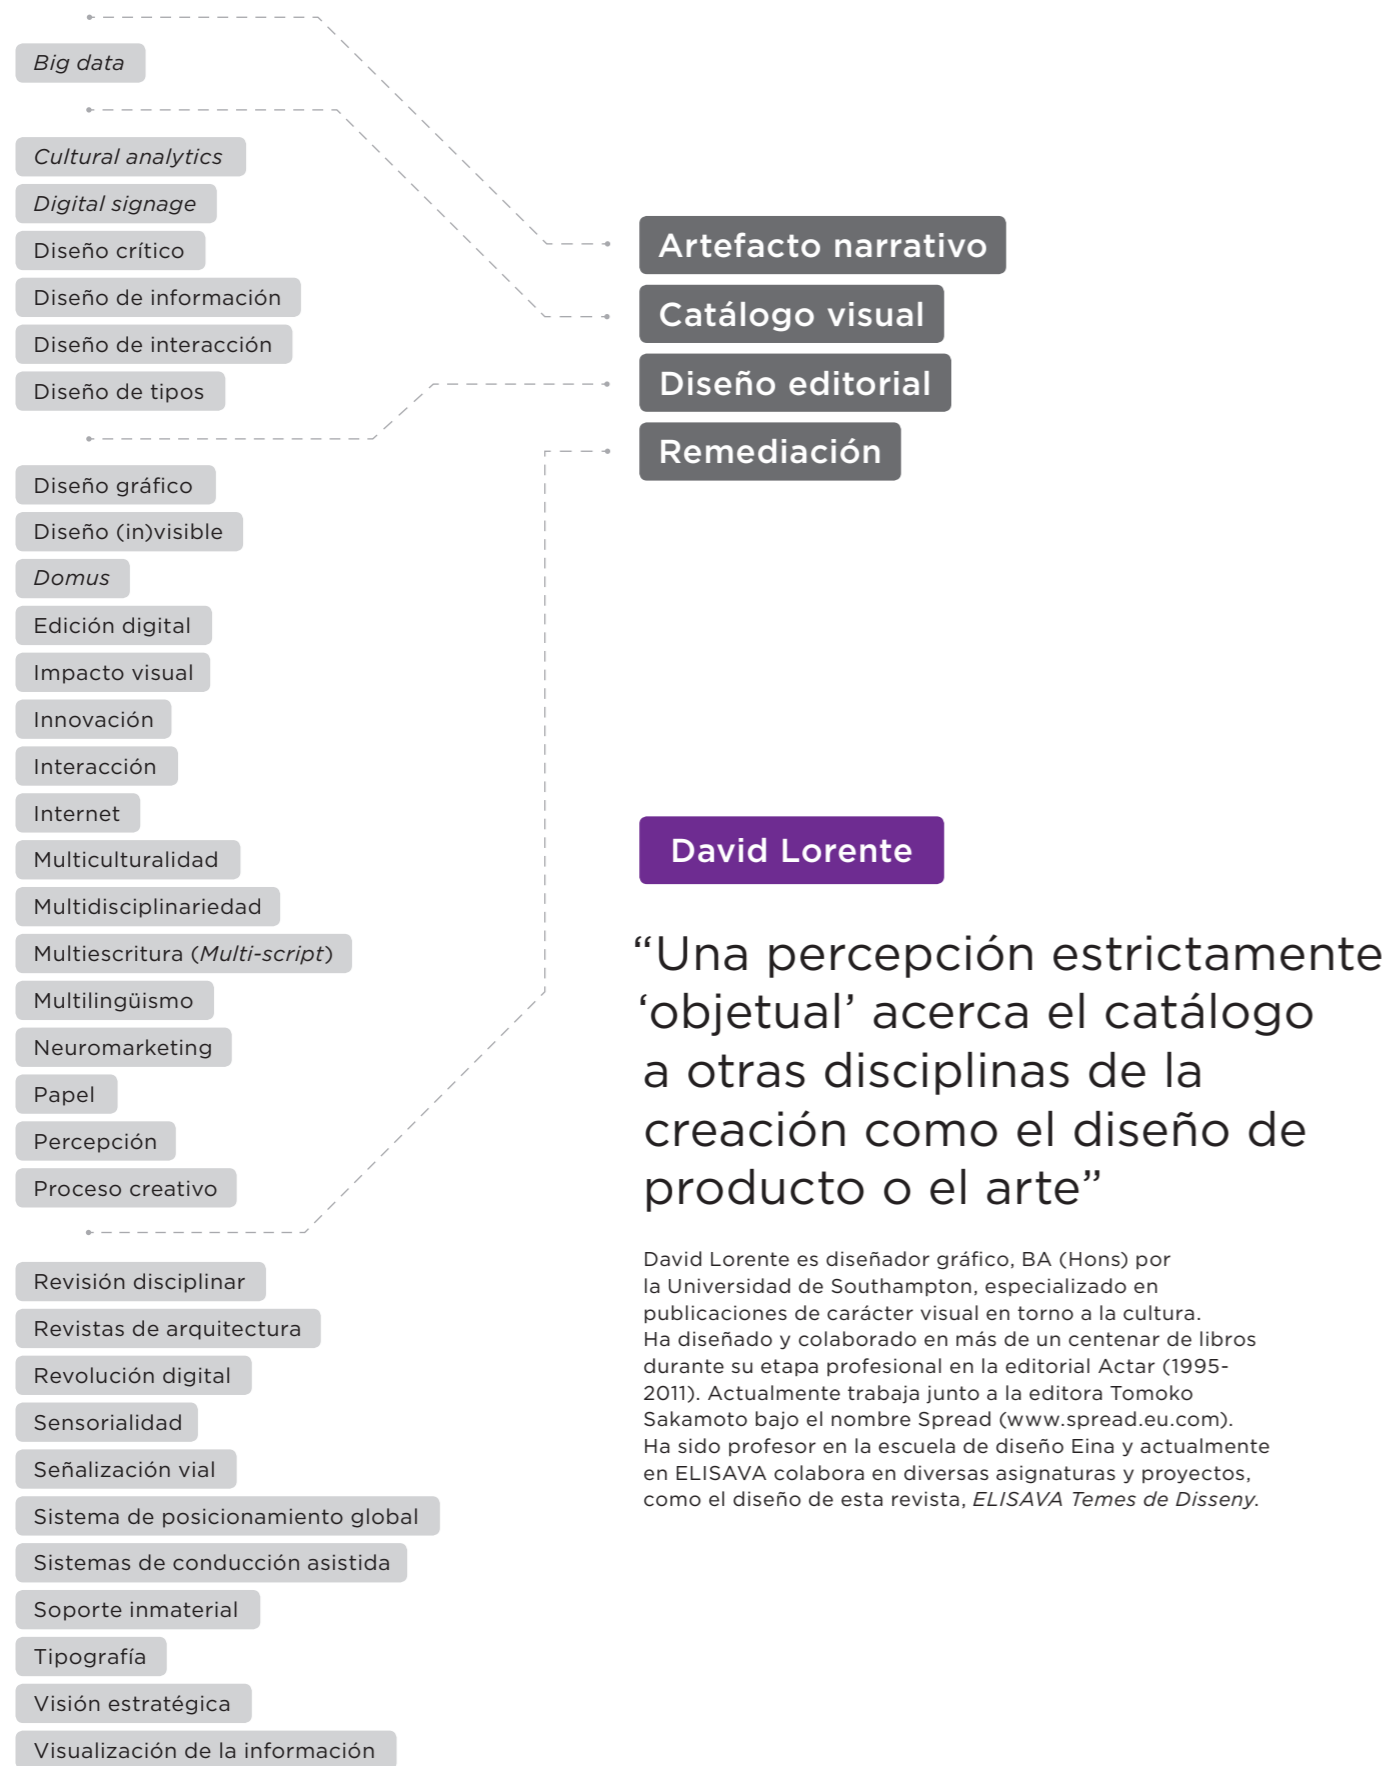 Big data
Cultural analytics
Digital signage
Diseño crítico
Diseño de información
Diseño de interacción
Diseño de tipos
Diseño gráfico
Diseño (in)visible
Domus
Edición digital
Impacto visual
Innovación
Interacción
Internet
Multiculturalidad
Multidisciplinariedad
Multiescritura (Multi-script)
Multilingüismo
Neuromarketing
Papel
Percepción
Proceso creativo
Revisión disciplinar
Revistas de arquitectura
Revolución digital
Sensorialidad
Señalización vial
Sistema de posicionamiento global
Sistemas de conducción asistida
Soporte inmaterial
Tipografía
Visión estratégica
Visualización de la información
Artefacto narrativo
Catálogo visual
Diseño editorial
Remediación
David Lorente
“Una percepción estrictamente
‘objetual’ acerca el catálogo
a otras disciplinas de la
creación como el diseño de
producto o el arte”
David Lorente es diseñador gráfico, BA (Hons) por
la Universidad de Southampton, especializado en
publicaciones de carácter visual en torno a la cultura.
Ha diseñado y colaborado en más de un centenar de libros
durante su etapa profesional en la editorial Actar (1995-
2011). Actualmente trabaja junto a la editora Tomoko
Sakamoto bajo el nombre Spread (www.spread.eu.com).
Ha sido profesor en la escuela de diseño Eina y actualmente
en ELISAVA colabora en diversas asignaturas y proyectos,
como el diseño de esta revista, ELISAVA Temes de Disseny.